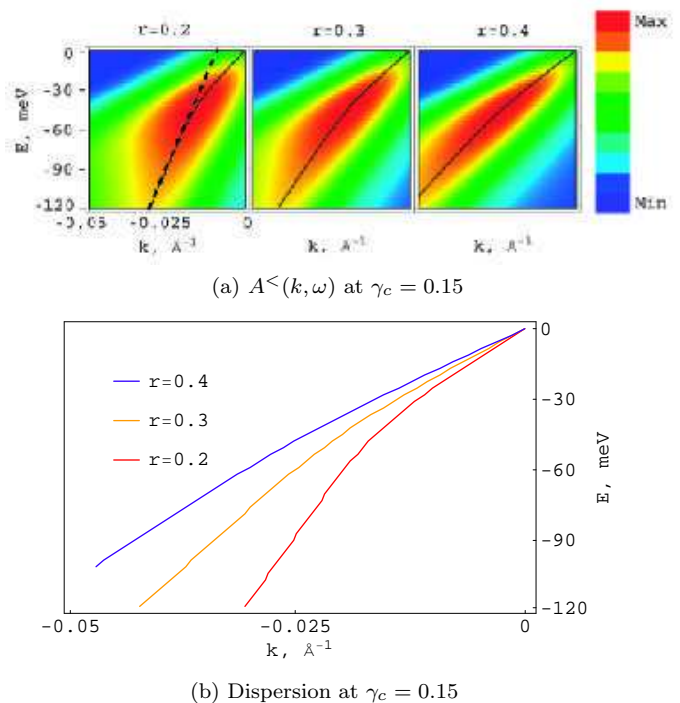 r=0.2 r=0.3 r=0.4
Max
0
-30
-60
-90
-120
E, meV
Min
-0.05 -0.025 0
k, Å⁻¹ k, Å⁻¹ k, Å⁻¹
(a) A<(k, ω) at γc = 0.15
0
-30
-60
-90
-120
E, meV
r=0.4
r=0.3
r=0.2
-0.05 -0.025 0
k, Å⁻¹
(b) Dispersion at γc = 0.15